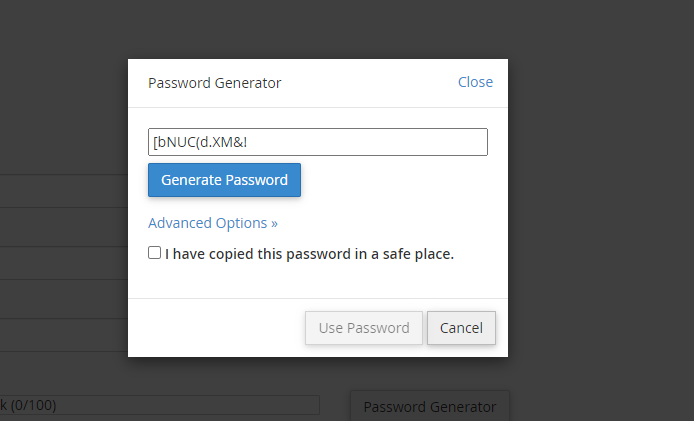 Password Generator
Close
[bNUC(d.XM&!
Generate Password
Advanced Options »
I have copied this password in a safe place.
Use Password
Cancel
k (0/100)
Password Generator